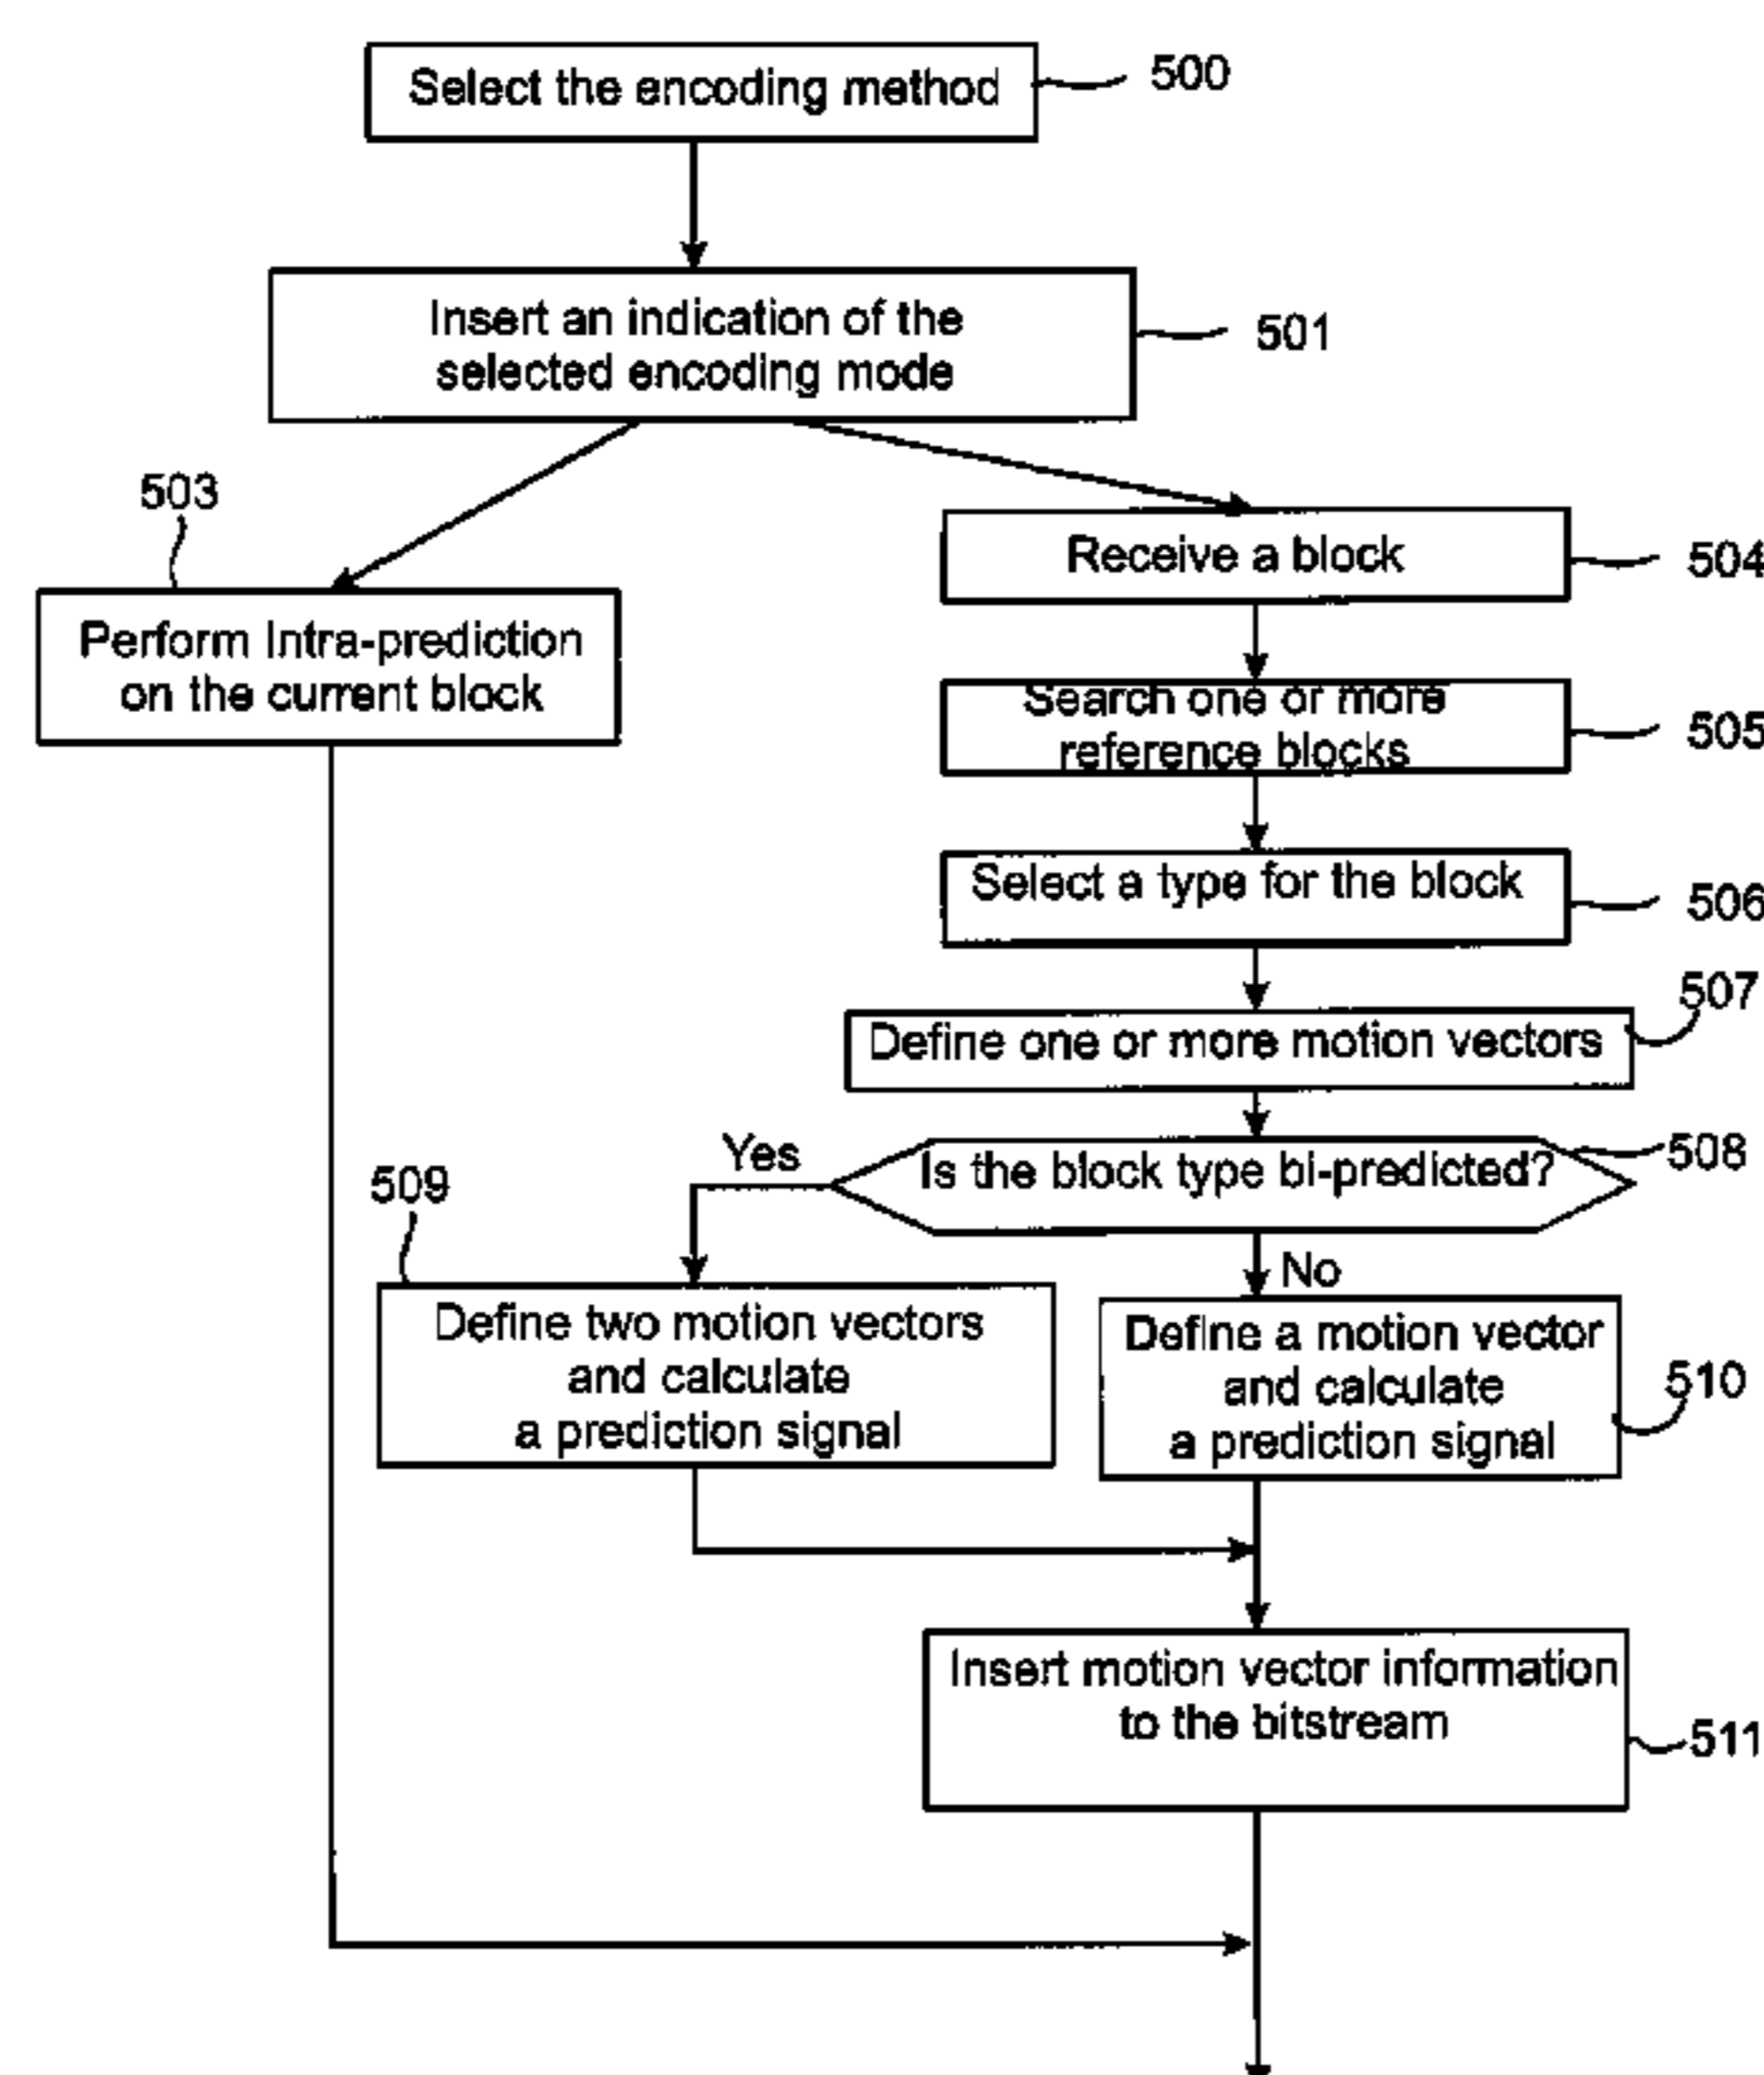 Select the encoding method
500
Insert an indication of the
selected encoding mode
501
503
Perform Intra-prediction
on the current block
Receive a block
504
Search one or more
reference blocks
505
Select a type for the block
506
507
Define one or more motion vectors
Yes
Is the block type bi-predicted?
508
509
No
Define two motion vectors
and calculate
a prediction signal
Define a motion vector
and calculate
a prediction signal
510
Insert motion vector information
to the bitstream
511